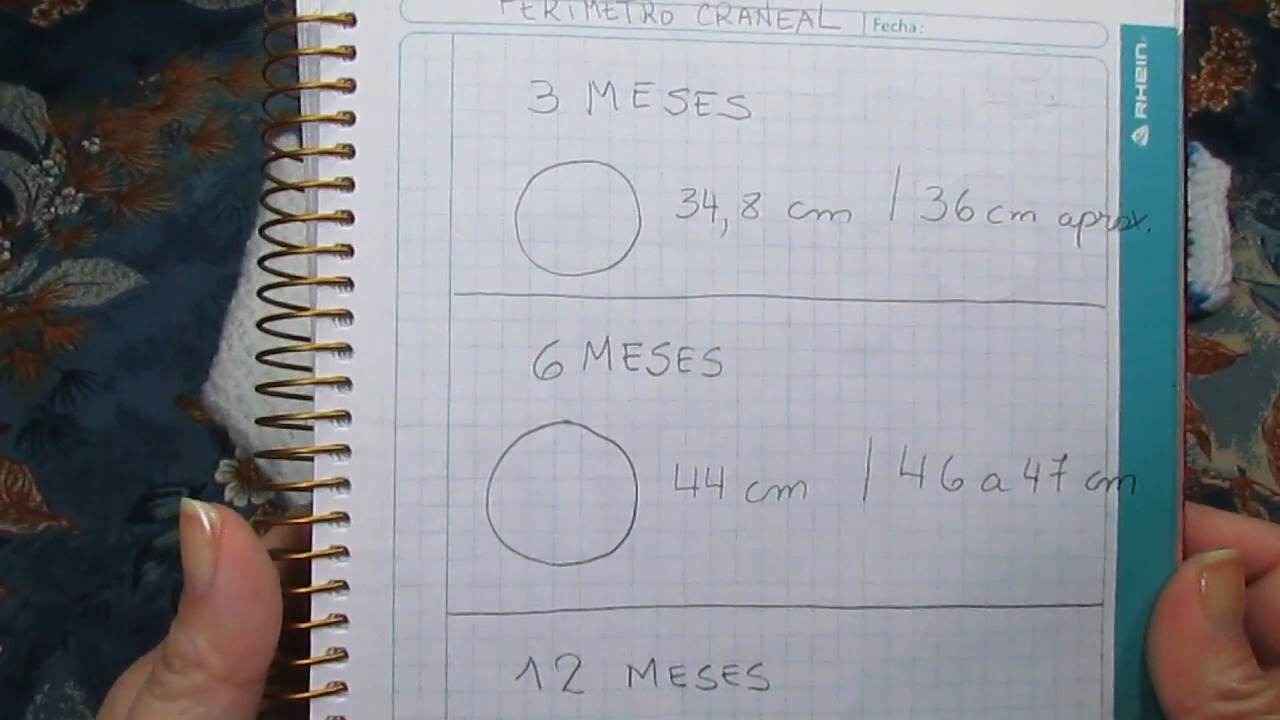 PERIMETRO CRANEAL
Fecha:
RHEIN
3 MESES
34,8 cm / 36 cm aprox.
6 MESES
44 cm / 46 a 47 cm
12 MESES